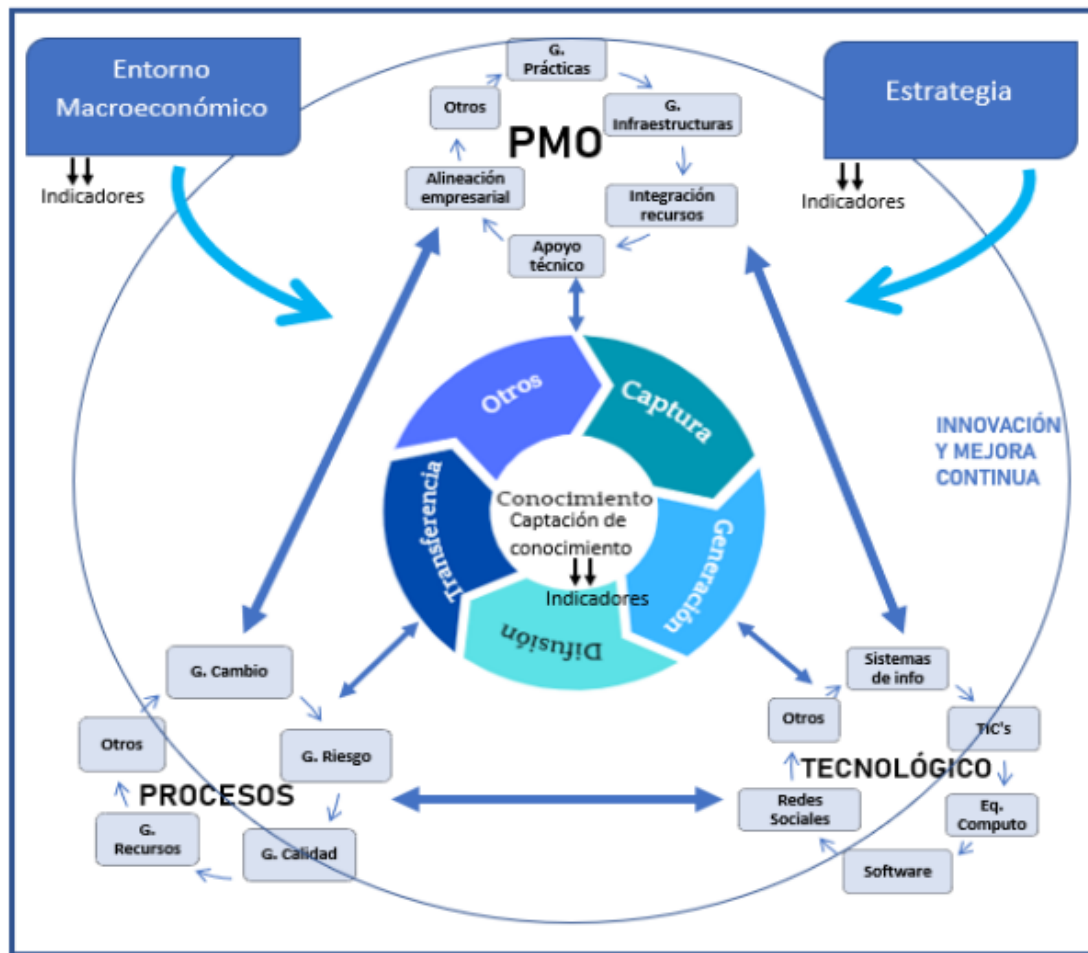 Entorno
Macroeconómico
Indicadores
Estrategia
Indicadores
G.
Prácticas
G.
Infraestructuras
Integración
recursos
Apoyo
técnico
Alineación
empresarial
Otros
PMO
INNOVACIÓN
Y MEJORA
CONTINUA
Otros
Captura
Generación
Difusión
Transferencia
Conocimiento
Captación de
conocimiento
Indicadores
G. Cambio
G. Riesgo
G. Calidad
G.
Recursos
Otros
PROCESOS
Sistemas
de info
TIC's
Eq.
Computo
Software
Redes
Sociales
Otros
TECNOLÓGICO